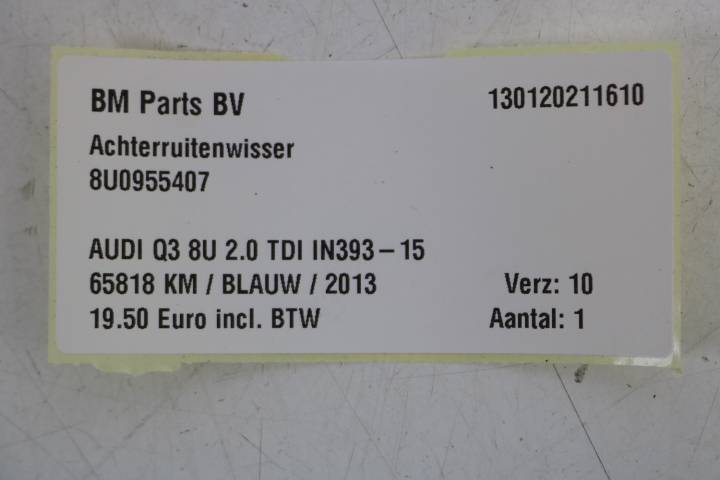 BM Parts BV 130120211610
Achterruitenwisser
8U0955407
AUDI Q3 8U 2.0 TDI IN393–15
65818 KM / BLAUW / 2013 Verz: 10
19.50 Euro incl. BTW Aantal: 1